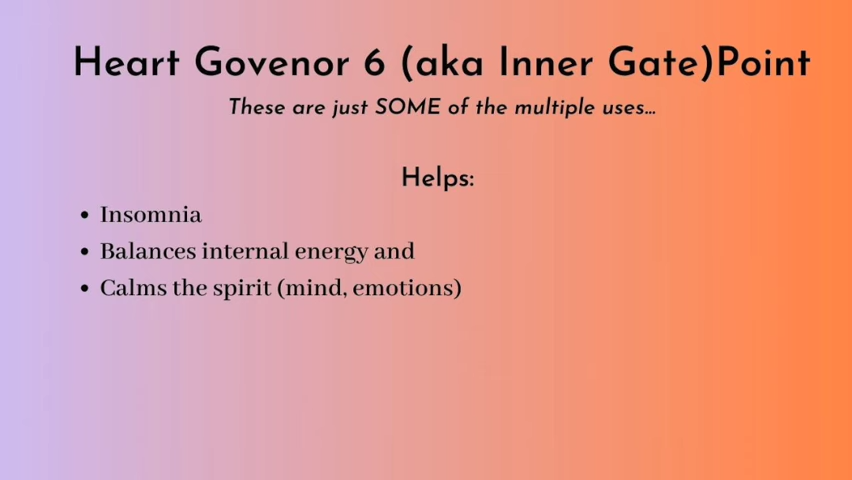 Heart Govenor 6 (aka Inner Gate)Point
These are just SOME of the multiple uses...
Helps:
• Insomnia
• Balances internal energy and
• Calms the spirit (mind, emotions)